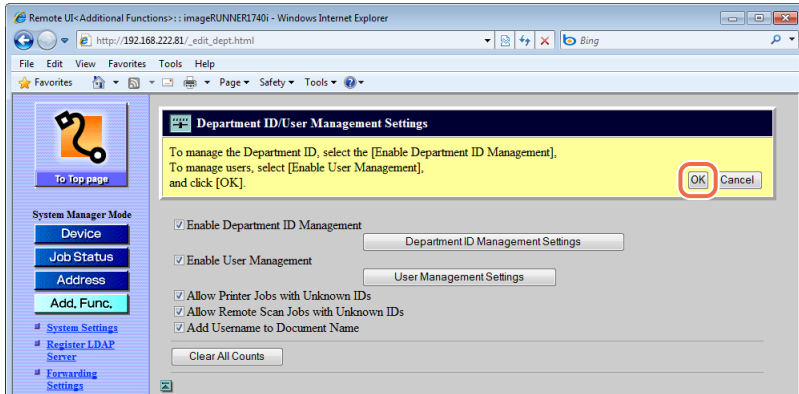 Remote UI<Additional Functions>: : imageRUNNER1740i - Windows Internet Explorer
http://192.168.222.81/_edit_dept.html
Bing
File Edit View Favorites Tools Help
Favorites Page Safety Tools
Department ID/User Management Settings
To manage the Department ID, select the [Enable Department ID Management],
To manage users, select [Enable User Management],
and click [OK].
OK Cancel
To Top page
System Manager Mode
Device
Job Status
Address
Add. Func.
System Settings
Register LDAP
Server
Forwarding
Settings
Enable Department ID Management
Department ID Management Settings
Enable User Management
User Management Settings
Allow Printer Jobs with Unknown IDs
Allow Remote Scan Jobs with Unknown IDs
Add Username to Document Name
Clear All Counts